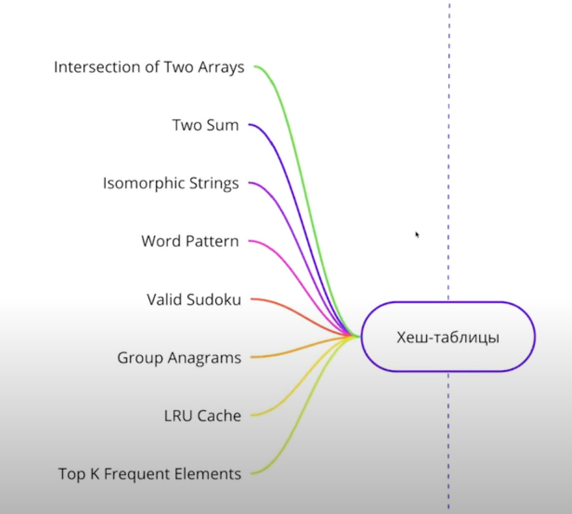 Intersection of Two Arrays
Two Sum
Isomorphic Strings
Word Pattern
Valid Sudoku
Хеш-таблицы
Group Anagrams
LRU Cache
Top K Frequent Elements